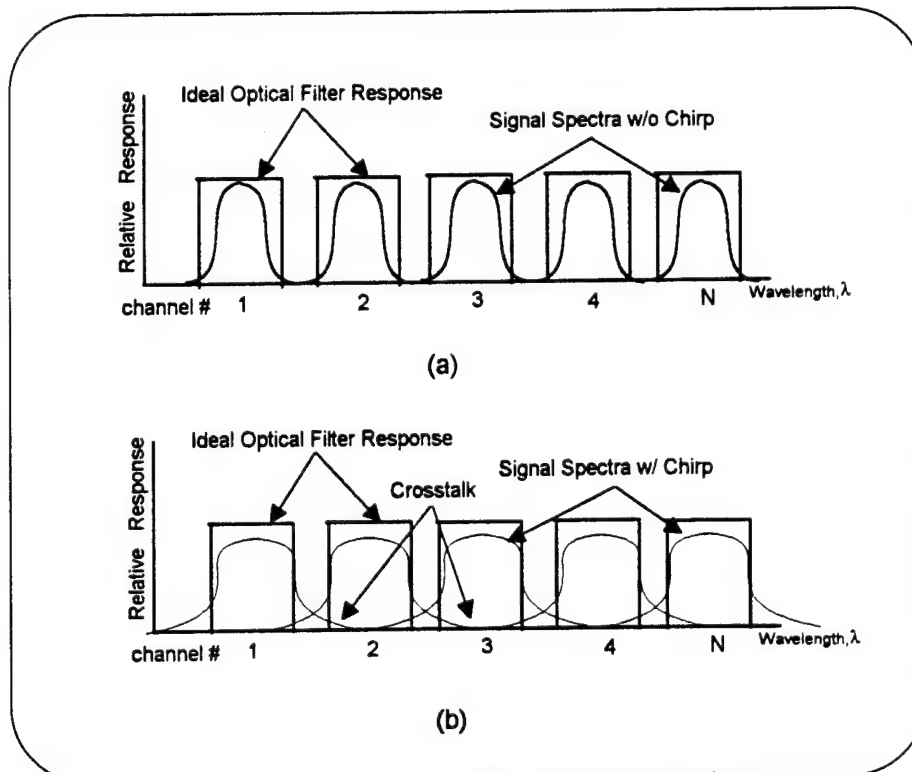 Ideal Optical Filter Response
Signal Spectra w/o Chirp
Relative Response
channel # 1 2 3 4 N Wavelength, λ
(a)
Ideal Optical Filter Response
Signal Spectra w/ Chirp
Crosstalk
Relative Response
channel # 1 2 3 4 N Wavelength, λ
(b)